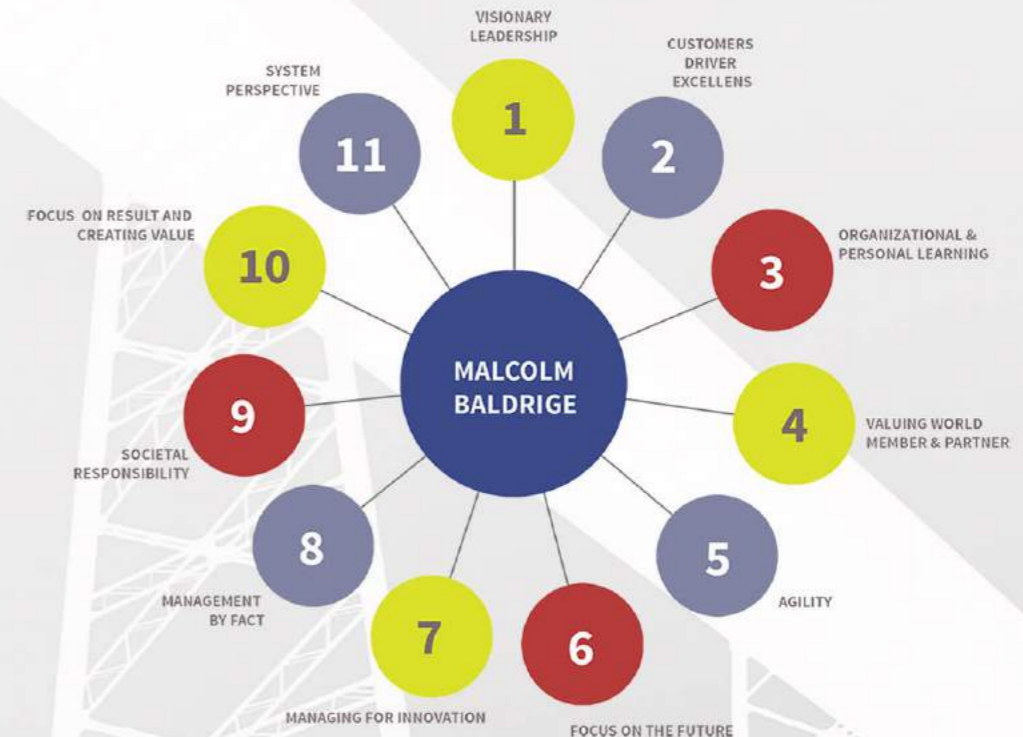 VISIONARY
LEADERSHIP
1
CUSTOMERS
DRIVER
EXCELLENS
2
ORGANIZATIONAL &
PERSONAL LEARNING
3
VALUING WORLD
MEMBER & PARTNER
4
AGILITY
5
FOCUS ON THE FUTURE
6
MANAGING FOR INNOVATION
7
MANAGEMENT
BY FACT
8
SOCIETAL
RESPONSIBILITY
9
FOCUS ON RESULT AND
CREATING VALUE
10
SYSTEM
PERSPECTIVE
11
MALCOLM
BALDRIGE